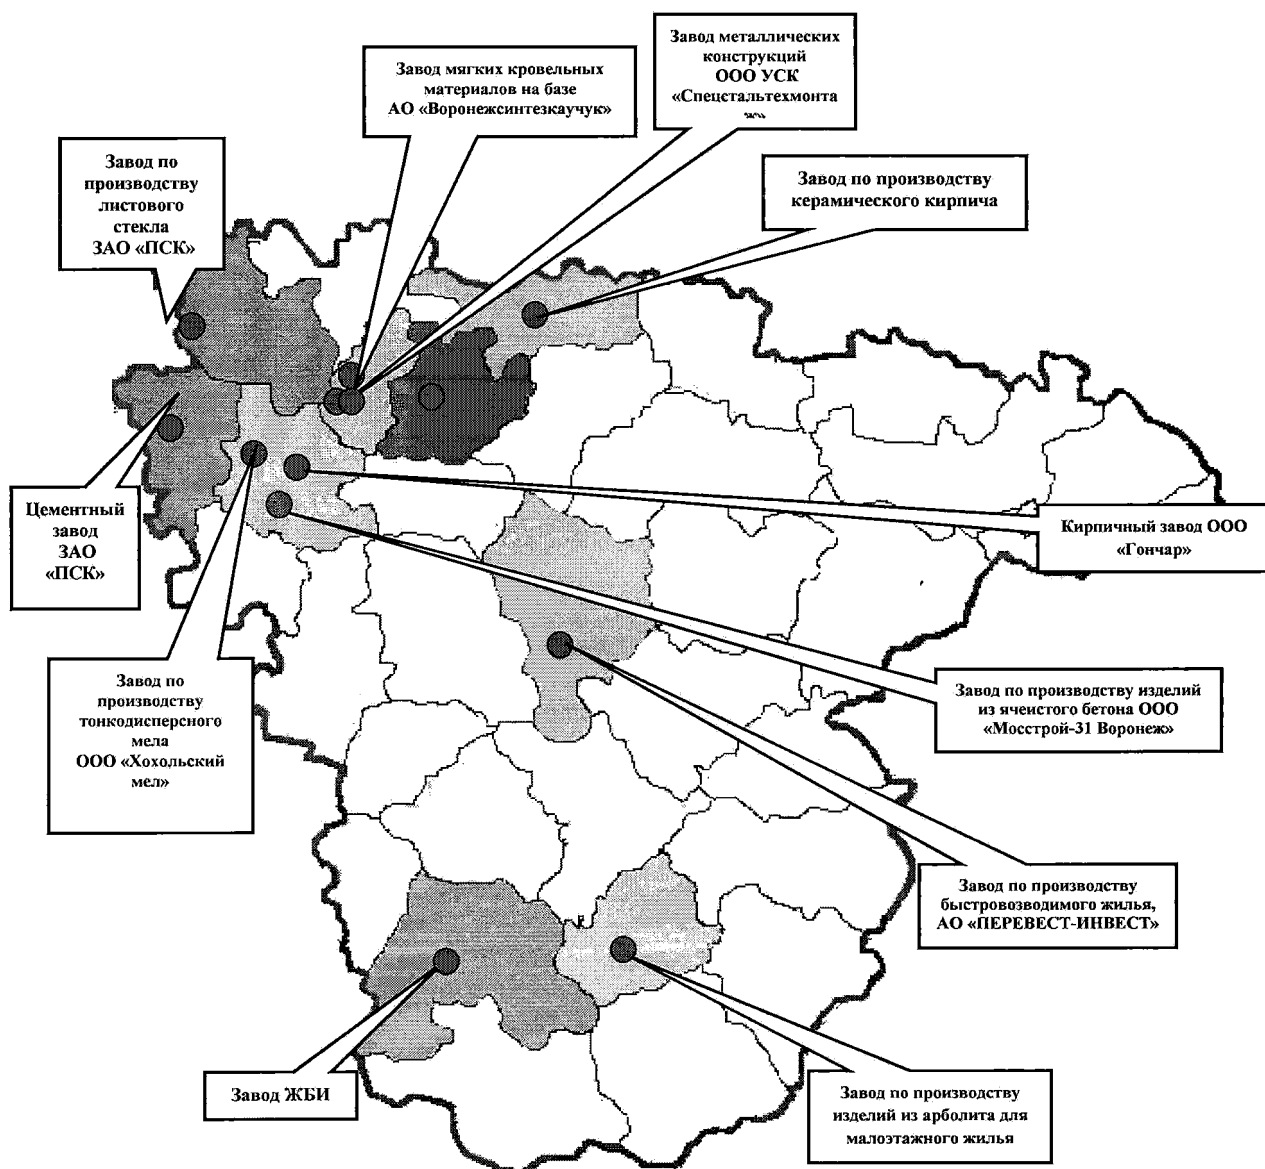 Завод металлических
конструкций
ООО УСК
«Спецстальтехмонта
ж»
Завод мягких кровельных
материалов на базе
АО «Воронежсинтезкаучук»
Завод по
производству
листового
стекла
ЗАО «ПСК»
Завод по производству
керамического кирпича
Цементный
завод
ЗАО
«ПСК»
Кирпичный завод ООО
«Гончар»
Завод по
производству
тонкодисперсного
мела
ООО «Хохольский
мел»
Завод по производству изделий
из ячеистого бетона ООО
«Мосстрой-31 Воронеж»
Завод по производству
быстровозводимого жилья,
АО «ПЕРЕВЕСТ-ИНВЕСТ»
Завод ЖБИ
Завод по производству
изделий из арболита для
малоэтажного жилья